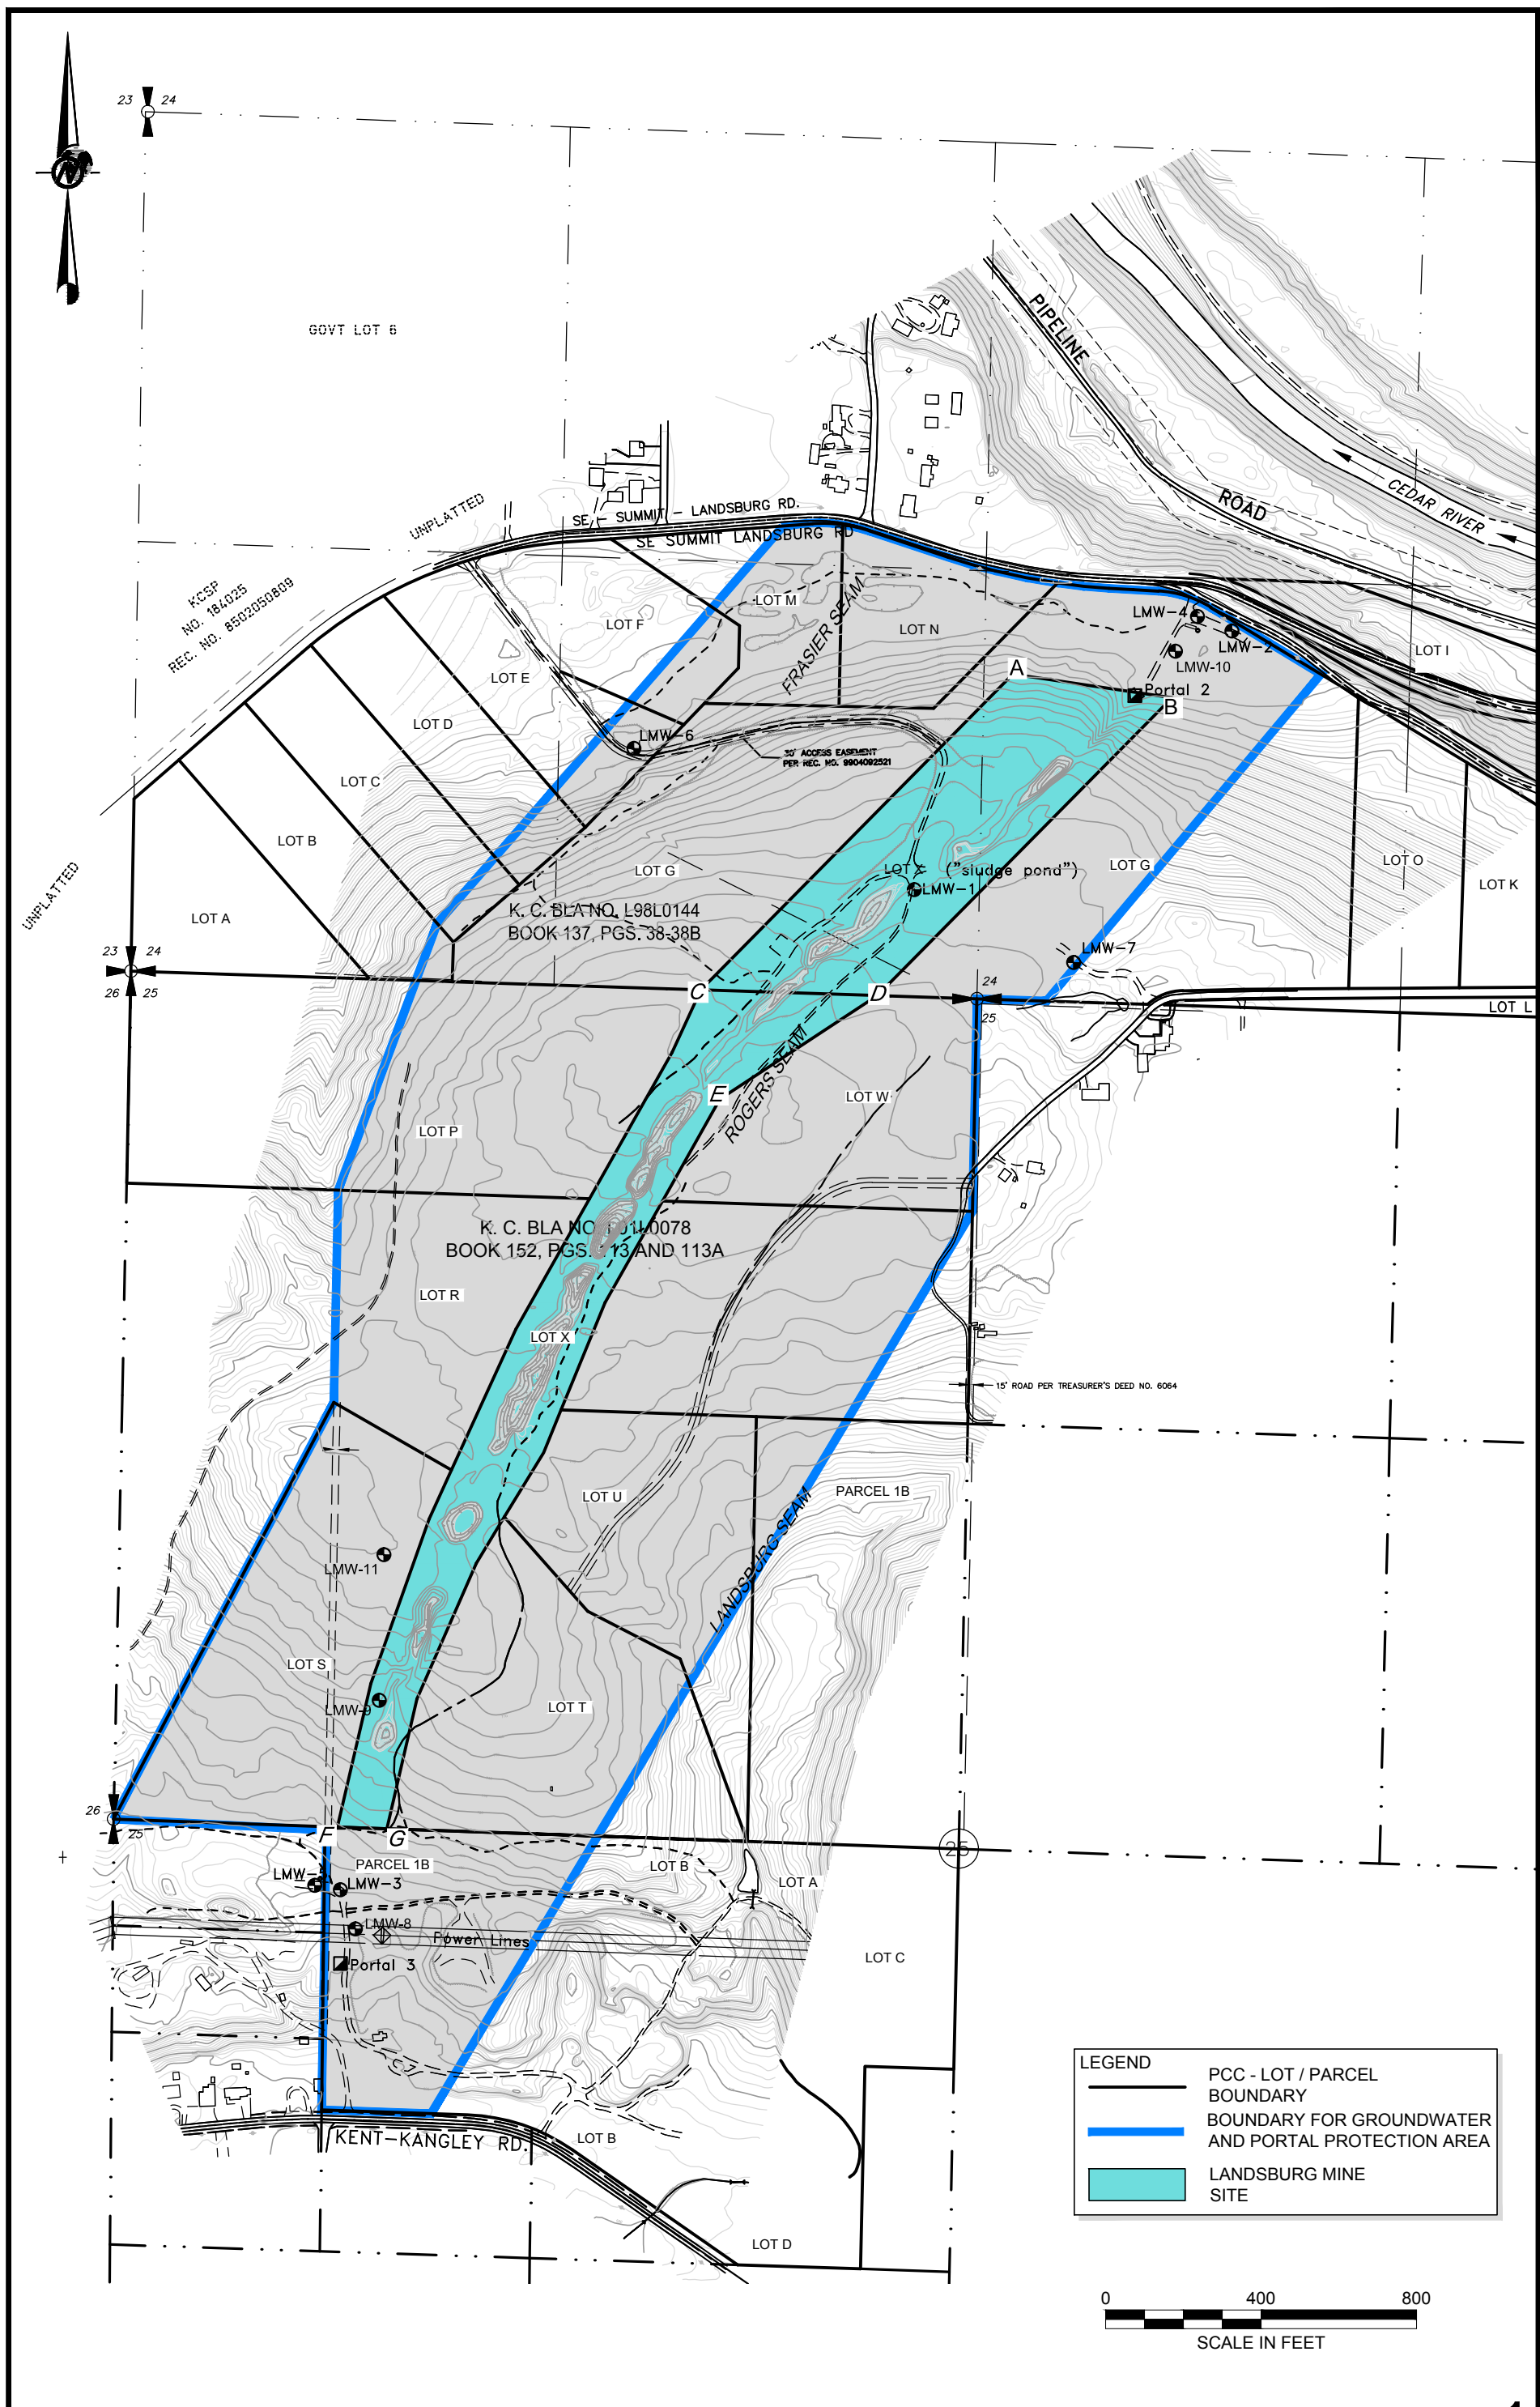 23 24
N
GOVT LOT 6
PIPELINE
ROAD
CEDAR RIVER
UNPLATTED
SE - SUMMIT - LANDSBURG RD.
SE SUMMIT LANDSBURG RD
KCSP
NO. 184025
REC. NO. 8502050809
LOT M
FRASIER SEAM
LOT F
LOT N
LMW-4
LMW-2
LMW-10
LOT I
LOT E
A
Portal 2
B
LOT D
LMW-6
30' ACCESS EASEMENT
PER REC. NO. 9904092521
LOT C
LOT B
LOT G
("sludge pond")
LMW-1
LOT G
LOT O
LOT K
UNPLATTED
LOT A
K. C. BLA NO. L98L0144
BOOK 137, PGS. 38-38B
LMW-7
23 24
26 25
C
D
24
25
LOT L
ROGERS SEAM
E
LOT W
LOT P
K. C. BLA NO. L01L0078
BOOK 152, PGS. 113 AND 113A
LOT R
LOT X
15' ROAD PER TREASURER'S DEED NO. 6064
LOT U
PARCEL 1B
LANDSBURG SEAM
LMW-11
LOT S
LMW-9
LOT T
26
25
F
G
25
PARCEL 1B
LOT B
LOT A
LMW-
LMW-3
LMW-8
Power Lines
LOT C
Portal 3
KENT-KANGLEY RD.
LOT B
LOT D
LEGEND
PCC - LOT / PARCEL
BOUNDARY
BOUNDARY FOR GROUNDWATER
AND PORTAL PROTECTION AREA
LANDSBURG MINE
SITE
0 400 800
SCALE IN FEET